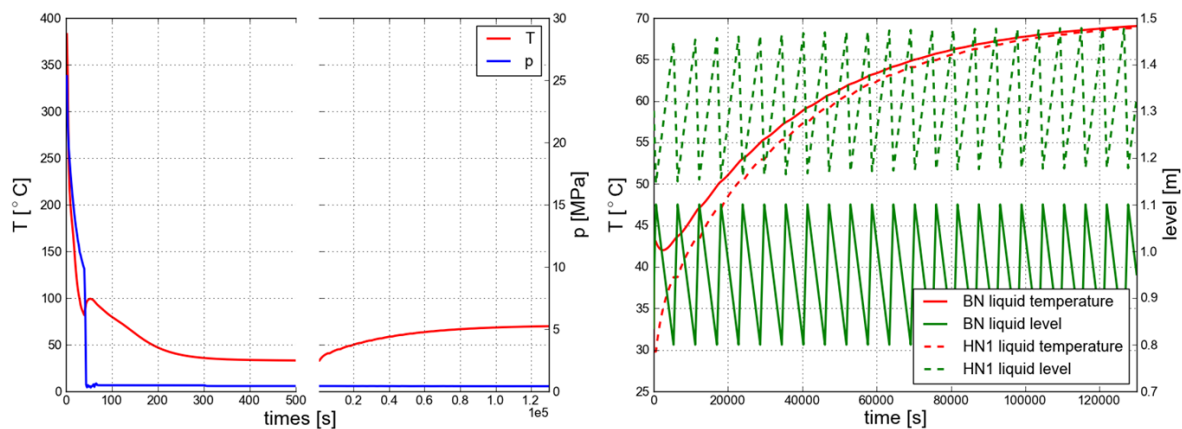 400
350
300
250
200
150
100
50
0
T [° C]
0 100 200 300 400 500
0.2 0.4 0.6 0.8 1.0 1.2
1e5
times [s]
30
25
20
15
10
5
0
p [MPa]
T
p
70
65
60
55
50
45
40
35
30
25
T [° C]
0 20000 40000 60000 80000 100000 120000
time [s]
1.5
1.4
1.3
1.2
1.1
1.0
0.9
0.8
0.7
level [m]
BN liquid temperature
BN liquid level
HN1 liquid temperature
HN1 liquid level